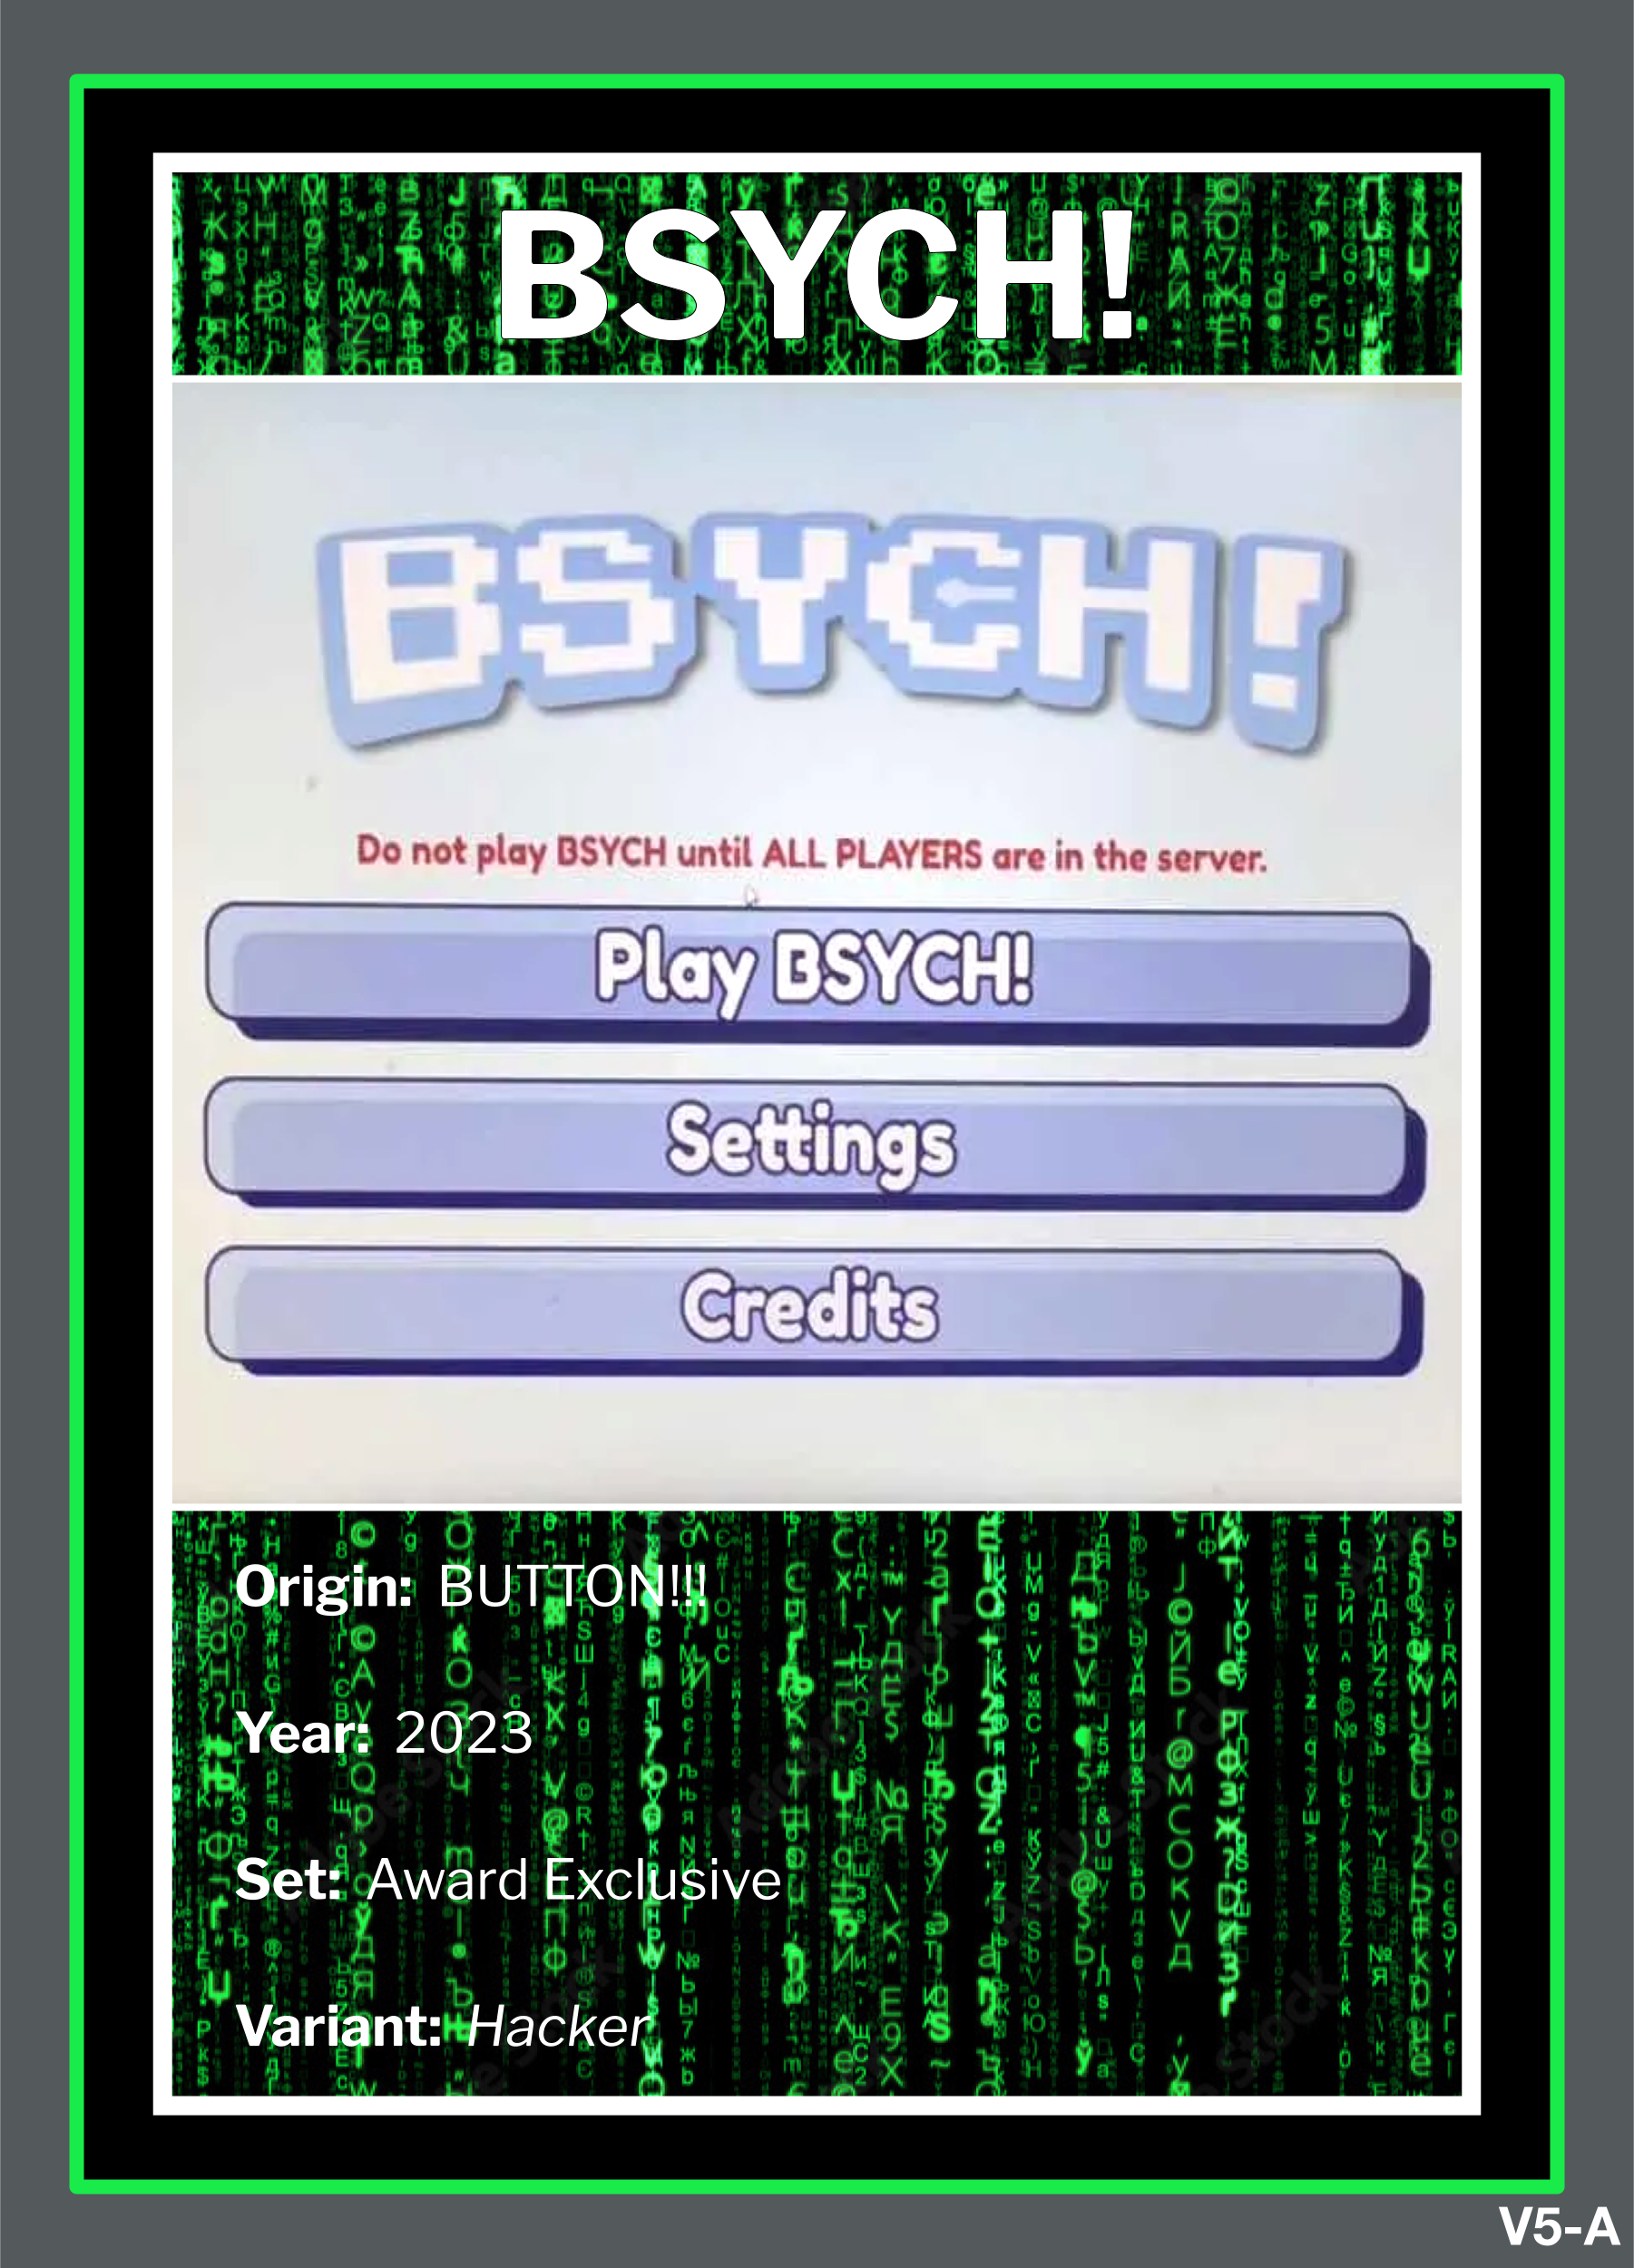 BSYCH!
BSYCH!
Do not play BSYCH until ALL PLAYERS are in the server.
Play BSYCH!
Settings
Credits
Origin: BUTTON!!!
Year: 2023
Set: Award Exclusive
Variant: Hacker
V5-A